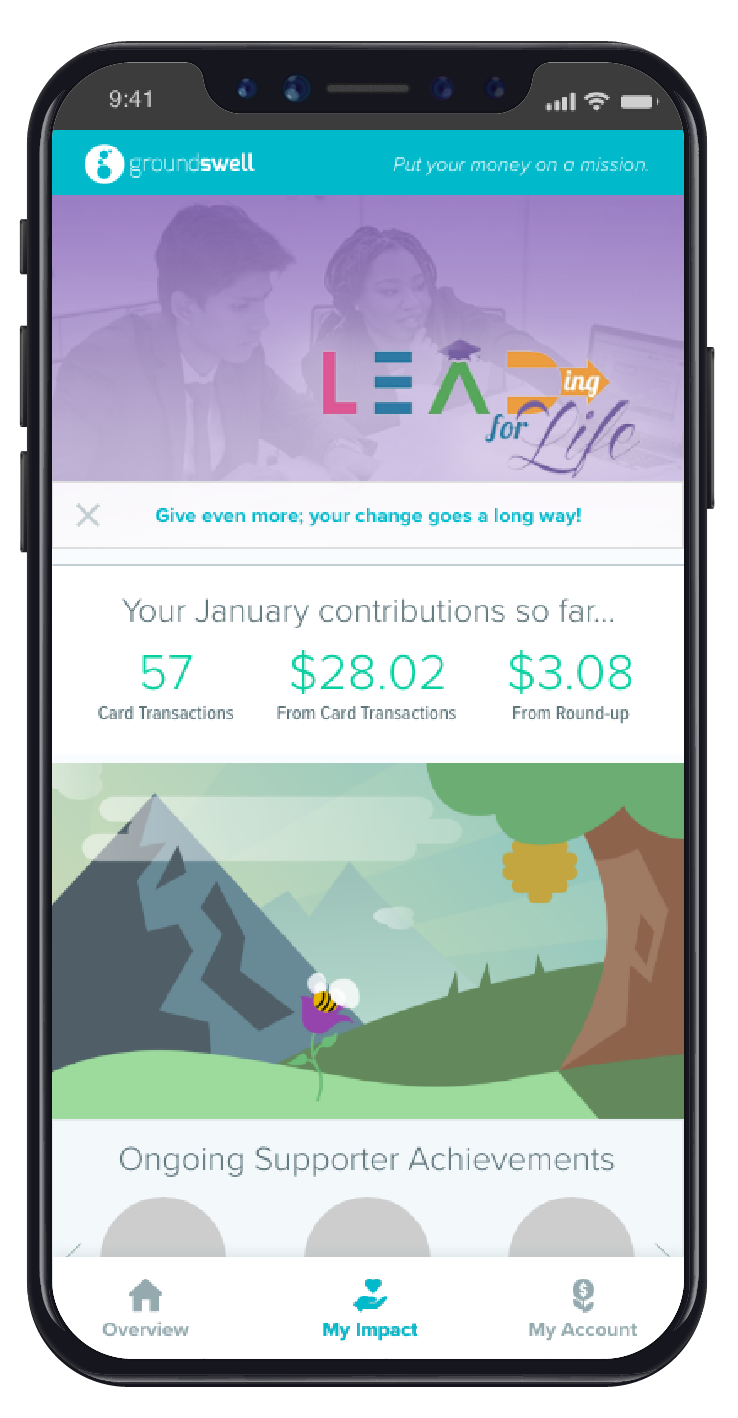 9:41
groundswell
Put your money on a mission.
LEADing
for Life
Give even more; your change goes a long way!
Your January contributions so far...
57 $28.02 $3.08
Card Transactions From Card Transactions From Round-up
Ongoing Supporter Achievements
Overview My Impact My Account